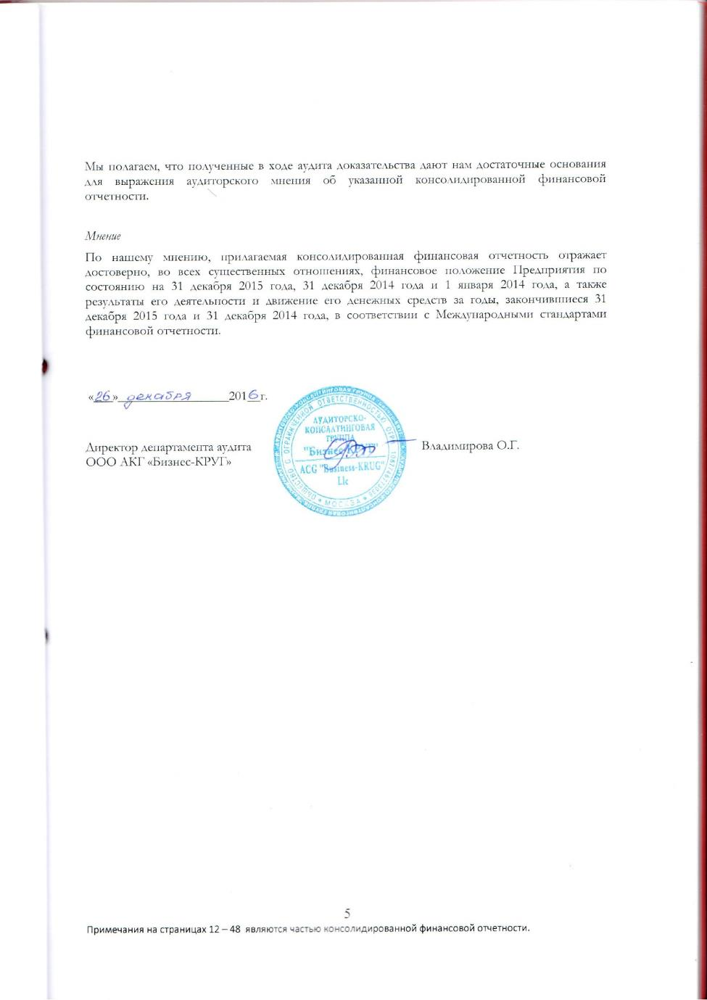 Мы полагаем, что полученные в ходе аудита доказательства дают нам достаточные основания
для выражения аудиторского мнения об указанной консолидированной финансовой
отчетности.
Мнение
По нашему мнению, прилагаемая консолидированная финансовая отчетность отражает
достоверно, во всех существенных отношениях, финансовое положение Предприятия по
состоянию на 31 декабря 2015 года, 31 декабря 2014 года и 1 января 2014 года, а также
результаты его деятельности и движение его денежных средств за годы, закончившиеся 31
декабря 2015 года и 31 декабря 2014 года, в соответствии с Международными стандартами
финансовой отчетности.
«26» декабря 2016 г.
Директор департамента аудита
ООО АКГ «Бизнес-КРУГ»
ОБЩЕСТВО С ОГРАНИЧЕННОЙ ОТВЕТСТВЕННОСТЬЮ
АУДИТОРСКО-
КОНСАЛТИНГОВАЯ
ГРУППА
"Бизнес-КРУГ"
ACG "Business-KRUG"
Llc
* МОСКВА *
Владимирова О.Г.
5
Примечания на страницах 12 – 48 являются частью консолидированной финансовой отчетности.